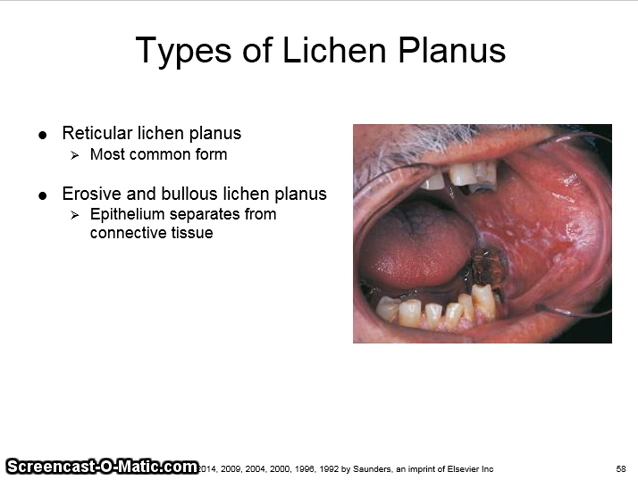 Types of Lichen Planus
● Reticular lichen planus
➢ Most common form
● Erosive and bullous lichen planus
➢ Epithelium separates from
connective tissue
Screencast-O-Matic.com 2014, 2009, 2004, 2000, 1996, 1992 by Saunders, an imprint of Elsevier Inc 58